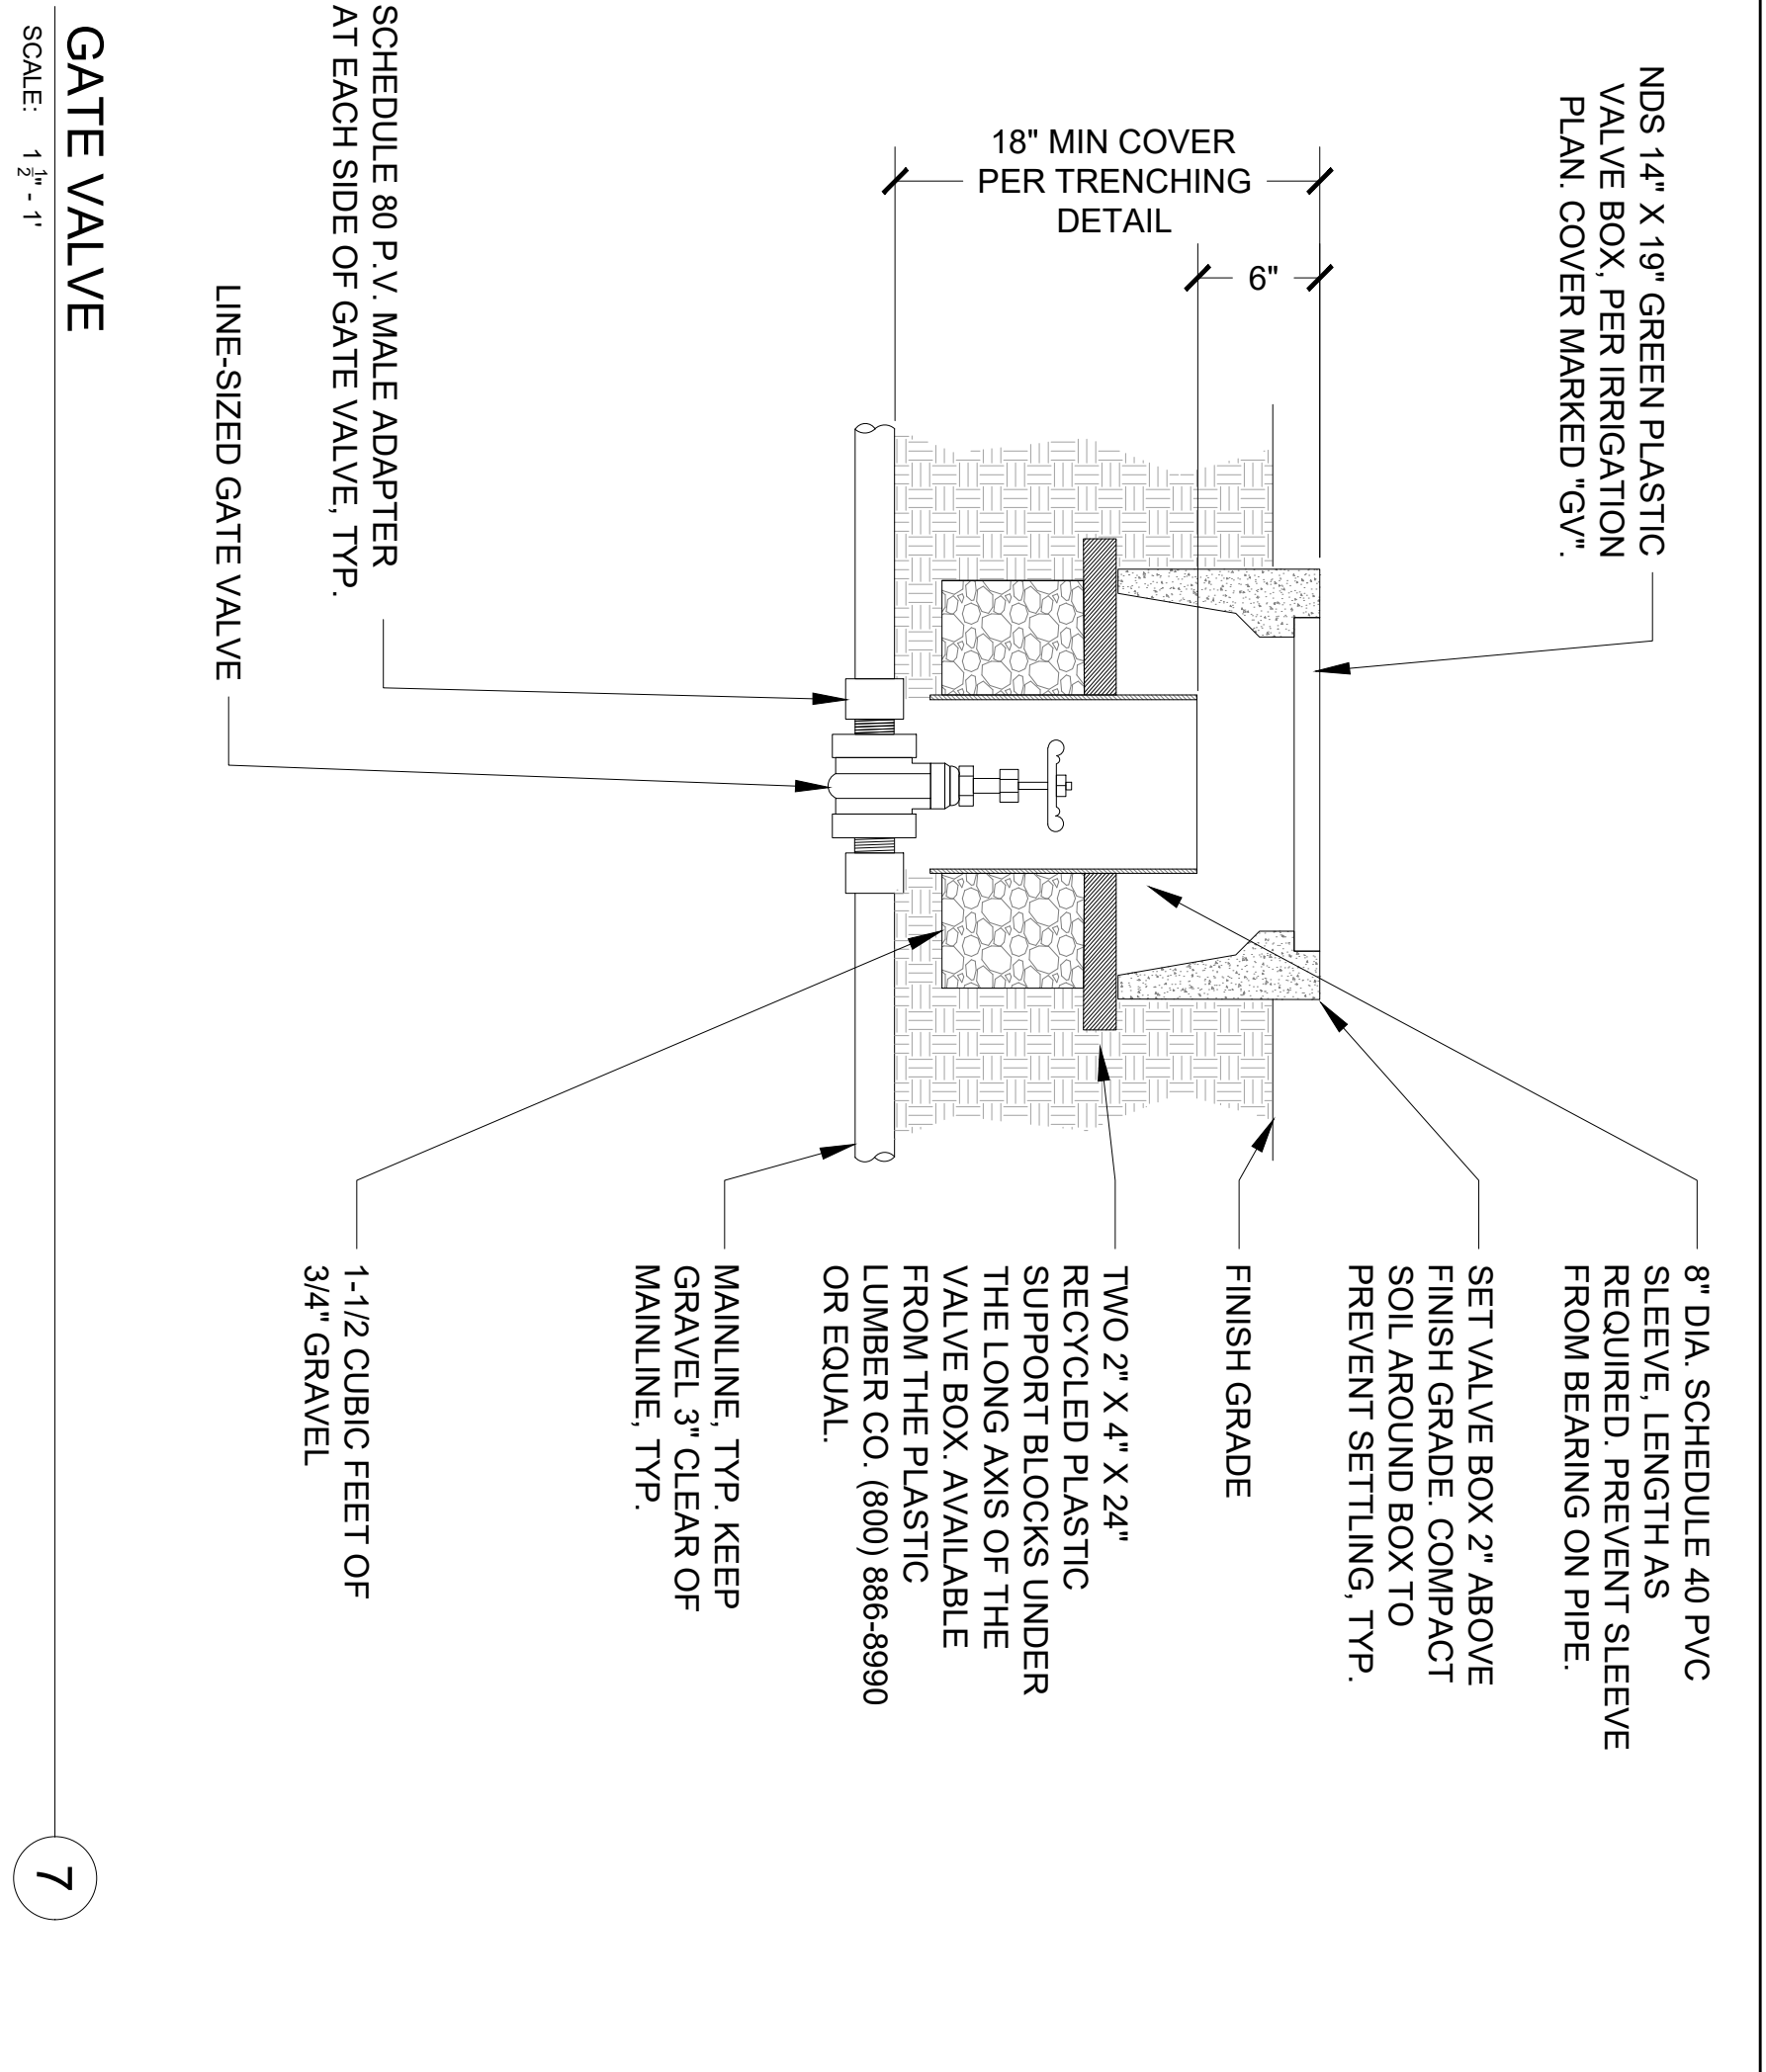 NDS 14" X 19" GREEN PLASTIC
VALVE BOX, PER IRRIGATION
PLAN. COVER MARKED "GV".
18" MIN COVER
PER TRENCHING
DETAIL
6"
SCHEDULE 80 P.V. MALE ADAPTER
AT EACH SIDE OF GATE VALVE, TYP.
LINE-SIZED GATE VALVE
8" DIA. SCHEDULE 40 PVC
SLEEVE, LENGTH AS
REQUIRED. PREVENT SLEEVE
FROM BEARING ON PIPE.
SET VALVE BOX 2" ABOVE
FINISH GRADE. COMPACT
SOIL AROUND BOX TO
PREVENT SETTLING, TYP.
FINISH GRADE
TWO 2" X 4" X 24"
RECYCLED PLASTIC
SUPPORT BLOCKS UNDER
THE LONG AXIS OF THE
VALVE BOX. AVAILABLE
FROM THE PLASTIC
LUMBER CO. (800) 886-8990
OR EQUAL.
MAINLINE, TYP. KEEP
GRAVEL 3" CLEAR OF
MAINLINE, TYP.
1-1/2 CUBIC FEET OF
3/4" GRAVEL
GATE VALVE
SCALE: 1 1/2" - 1'
7